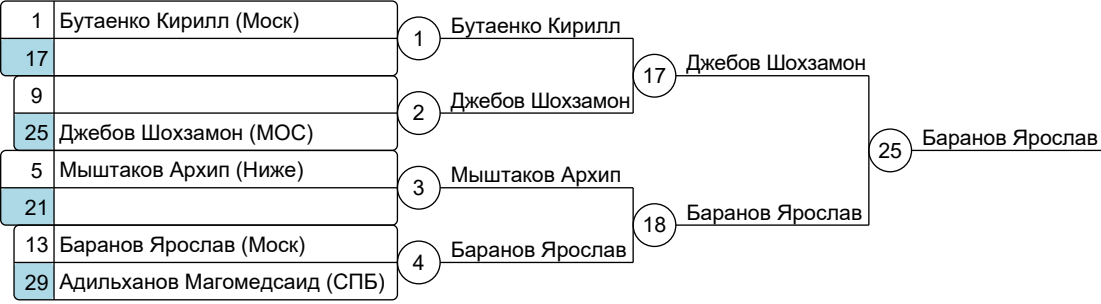 1 Бутаенко Кирилл (Моск)
17
1
Бутаенко Кирилл
9
25 Джебов Шохзамон (МОС)
2
Джебов Шохзамон
17
Джебов Шохзамон
5 Мыштаков Архип (Ниже)
21
3
Мыштаков Архип
13 Баранов Ярослав (Моск)
29 Адильханов Магомедсаид (СПБ)
4
Баранов Ярослав
18
Баранов Ярослав
25
Баранов Ярослав